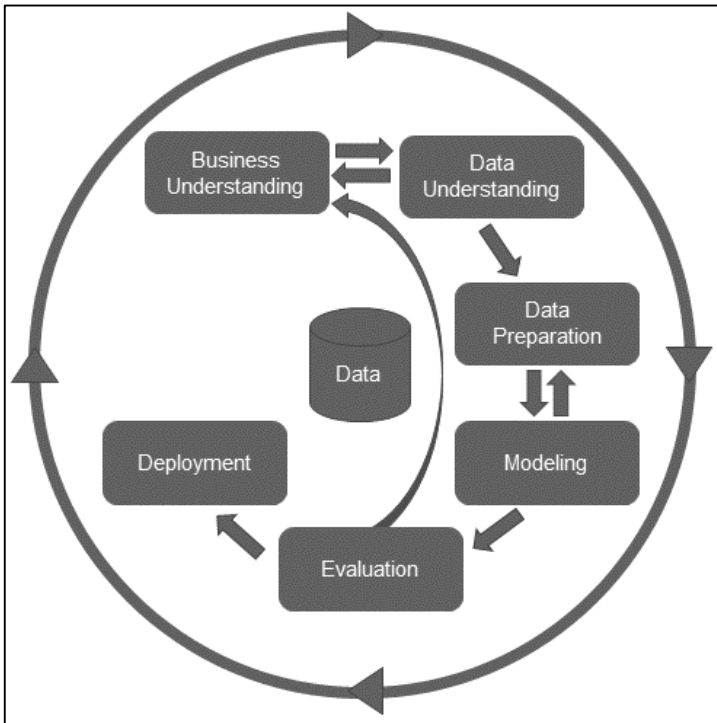 Business
Understanding
Data
Understanding
Data
Preparation
Data
Deployment
Modeling
Evaluation